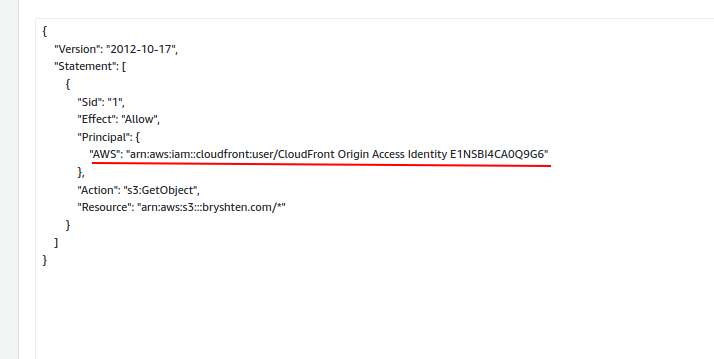 {
"Version": "2012-10-17",
"Statement": [
{
"Sid": "1",
"Effect": "Allow",
"Principal": {
"AWS": "arn:aws:iam::cloudfront:user/CloudFront Origin Access Identity E1NSBI4CA0Q9G6"
},
"Action": "s3:GetObject",
"Resource": "arn:aws:s3:::bryshten.com/*"
}
]
}